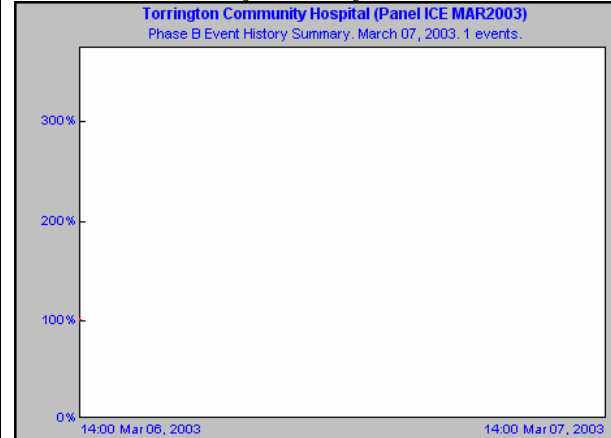 Torrington Community Hospital (Panel ICE MAR2003)
Phase B Event History Summary. March 07, 2003. 1 events.
300%
200%
100%
0%
14:00 Mar 06, 2003 14:00 Mar 07, 2003